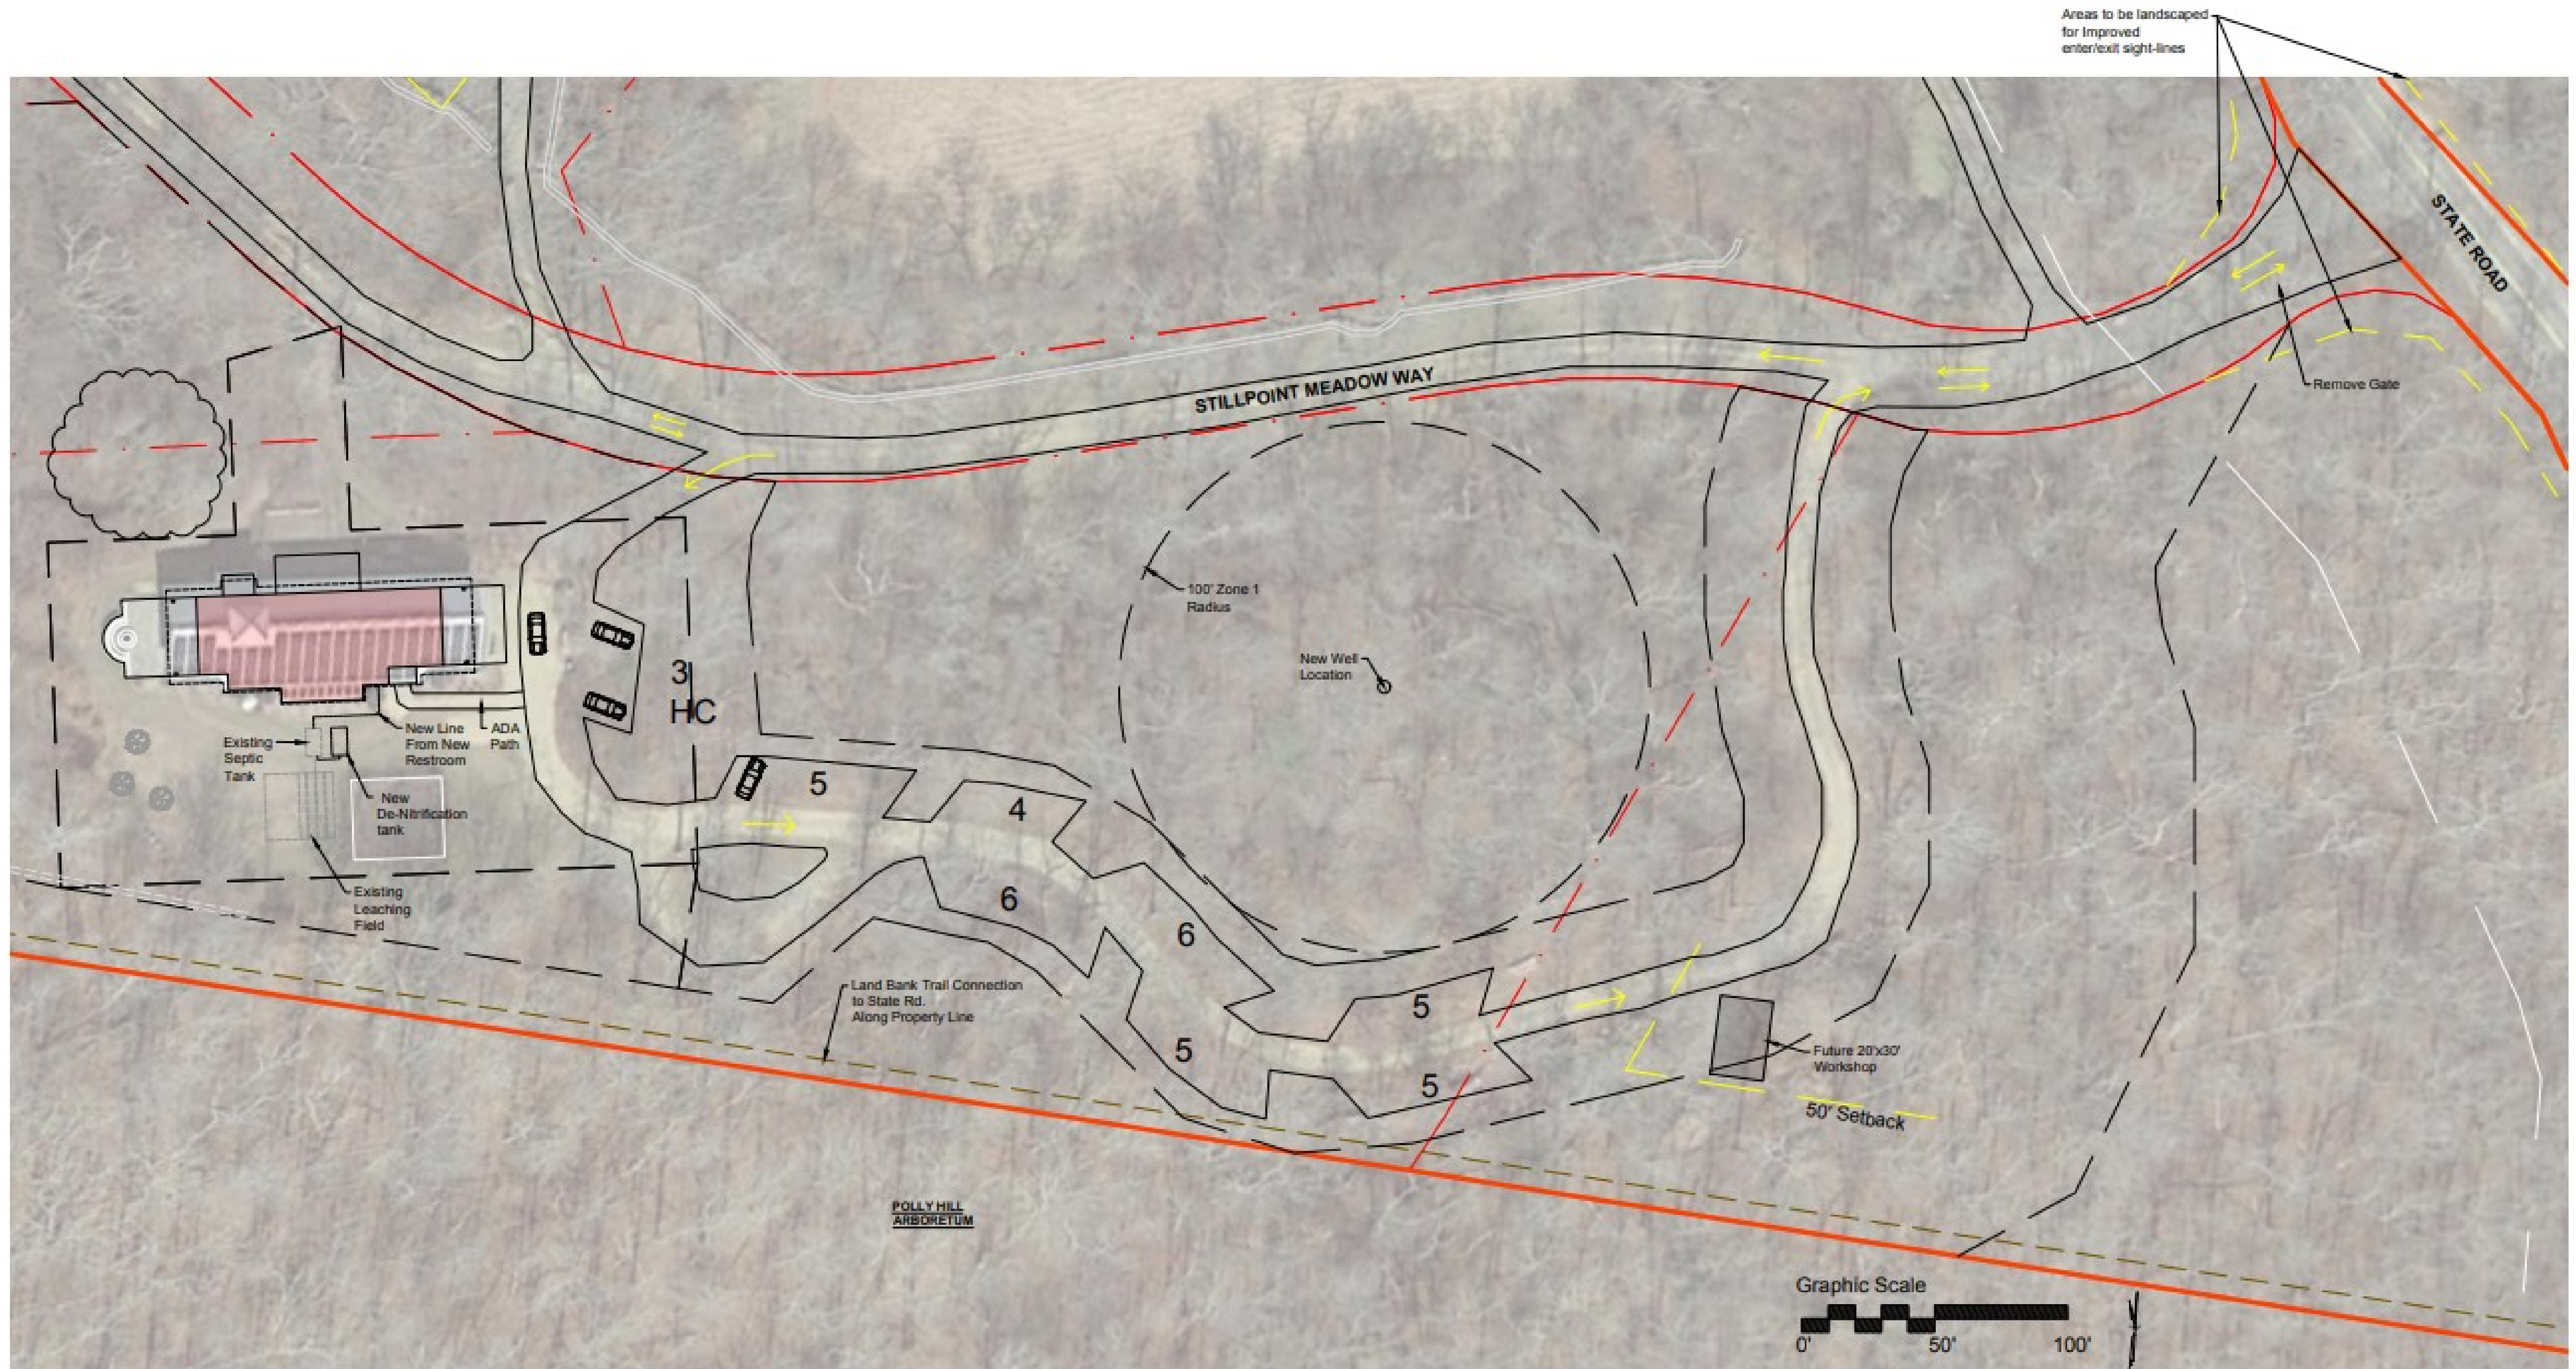 Areas to be landscaped
for Improved
enter/exit sight-lines
STATE ROAD
Remove Gate
STILLPOINT MEADOW WAY
100' Zone 1
Radius
New Well
Location
3
HC
New Line
From New
Restroom
ADA
Path
Existing
Septic
Tank
New
De-Nitrification
tank
Existing
Leaching
Field
5
4
6
6
5
5
5
Land Bank Trail Connection
to State Rd.
Along Property Line
Future 20'x30'
Workshop
50' Setback
POLLY HILL
ARBORETUM
Graphic Scale
0' 50' 100'